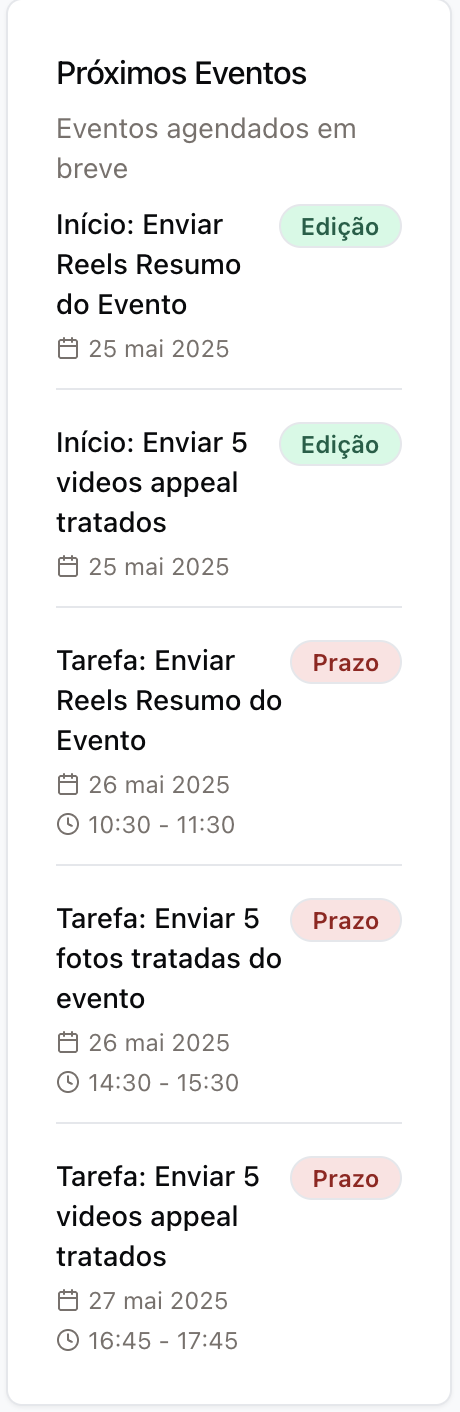 Próximos Eventos
Eventos agendados em
breve
Início: Enviar
Reels Resumo
do Evento
Edição
25 mai 2025
Início: Enviar 5
videos appeal
tratados
Edição
25 mai 2025
Tarefa: Enviar
Reels Resumo do
Evento
Prazo
26 mai 2025
10:30 - 11:30
Tarefa: Enviar 5
fotos tratadas do
evento
Prazo
26 mai 2025
14:30 - 15:30
Tarefa: Enviar 5
videos appeal
tratados
Prazo
27 mai 2025
16:45 - 17:45